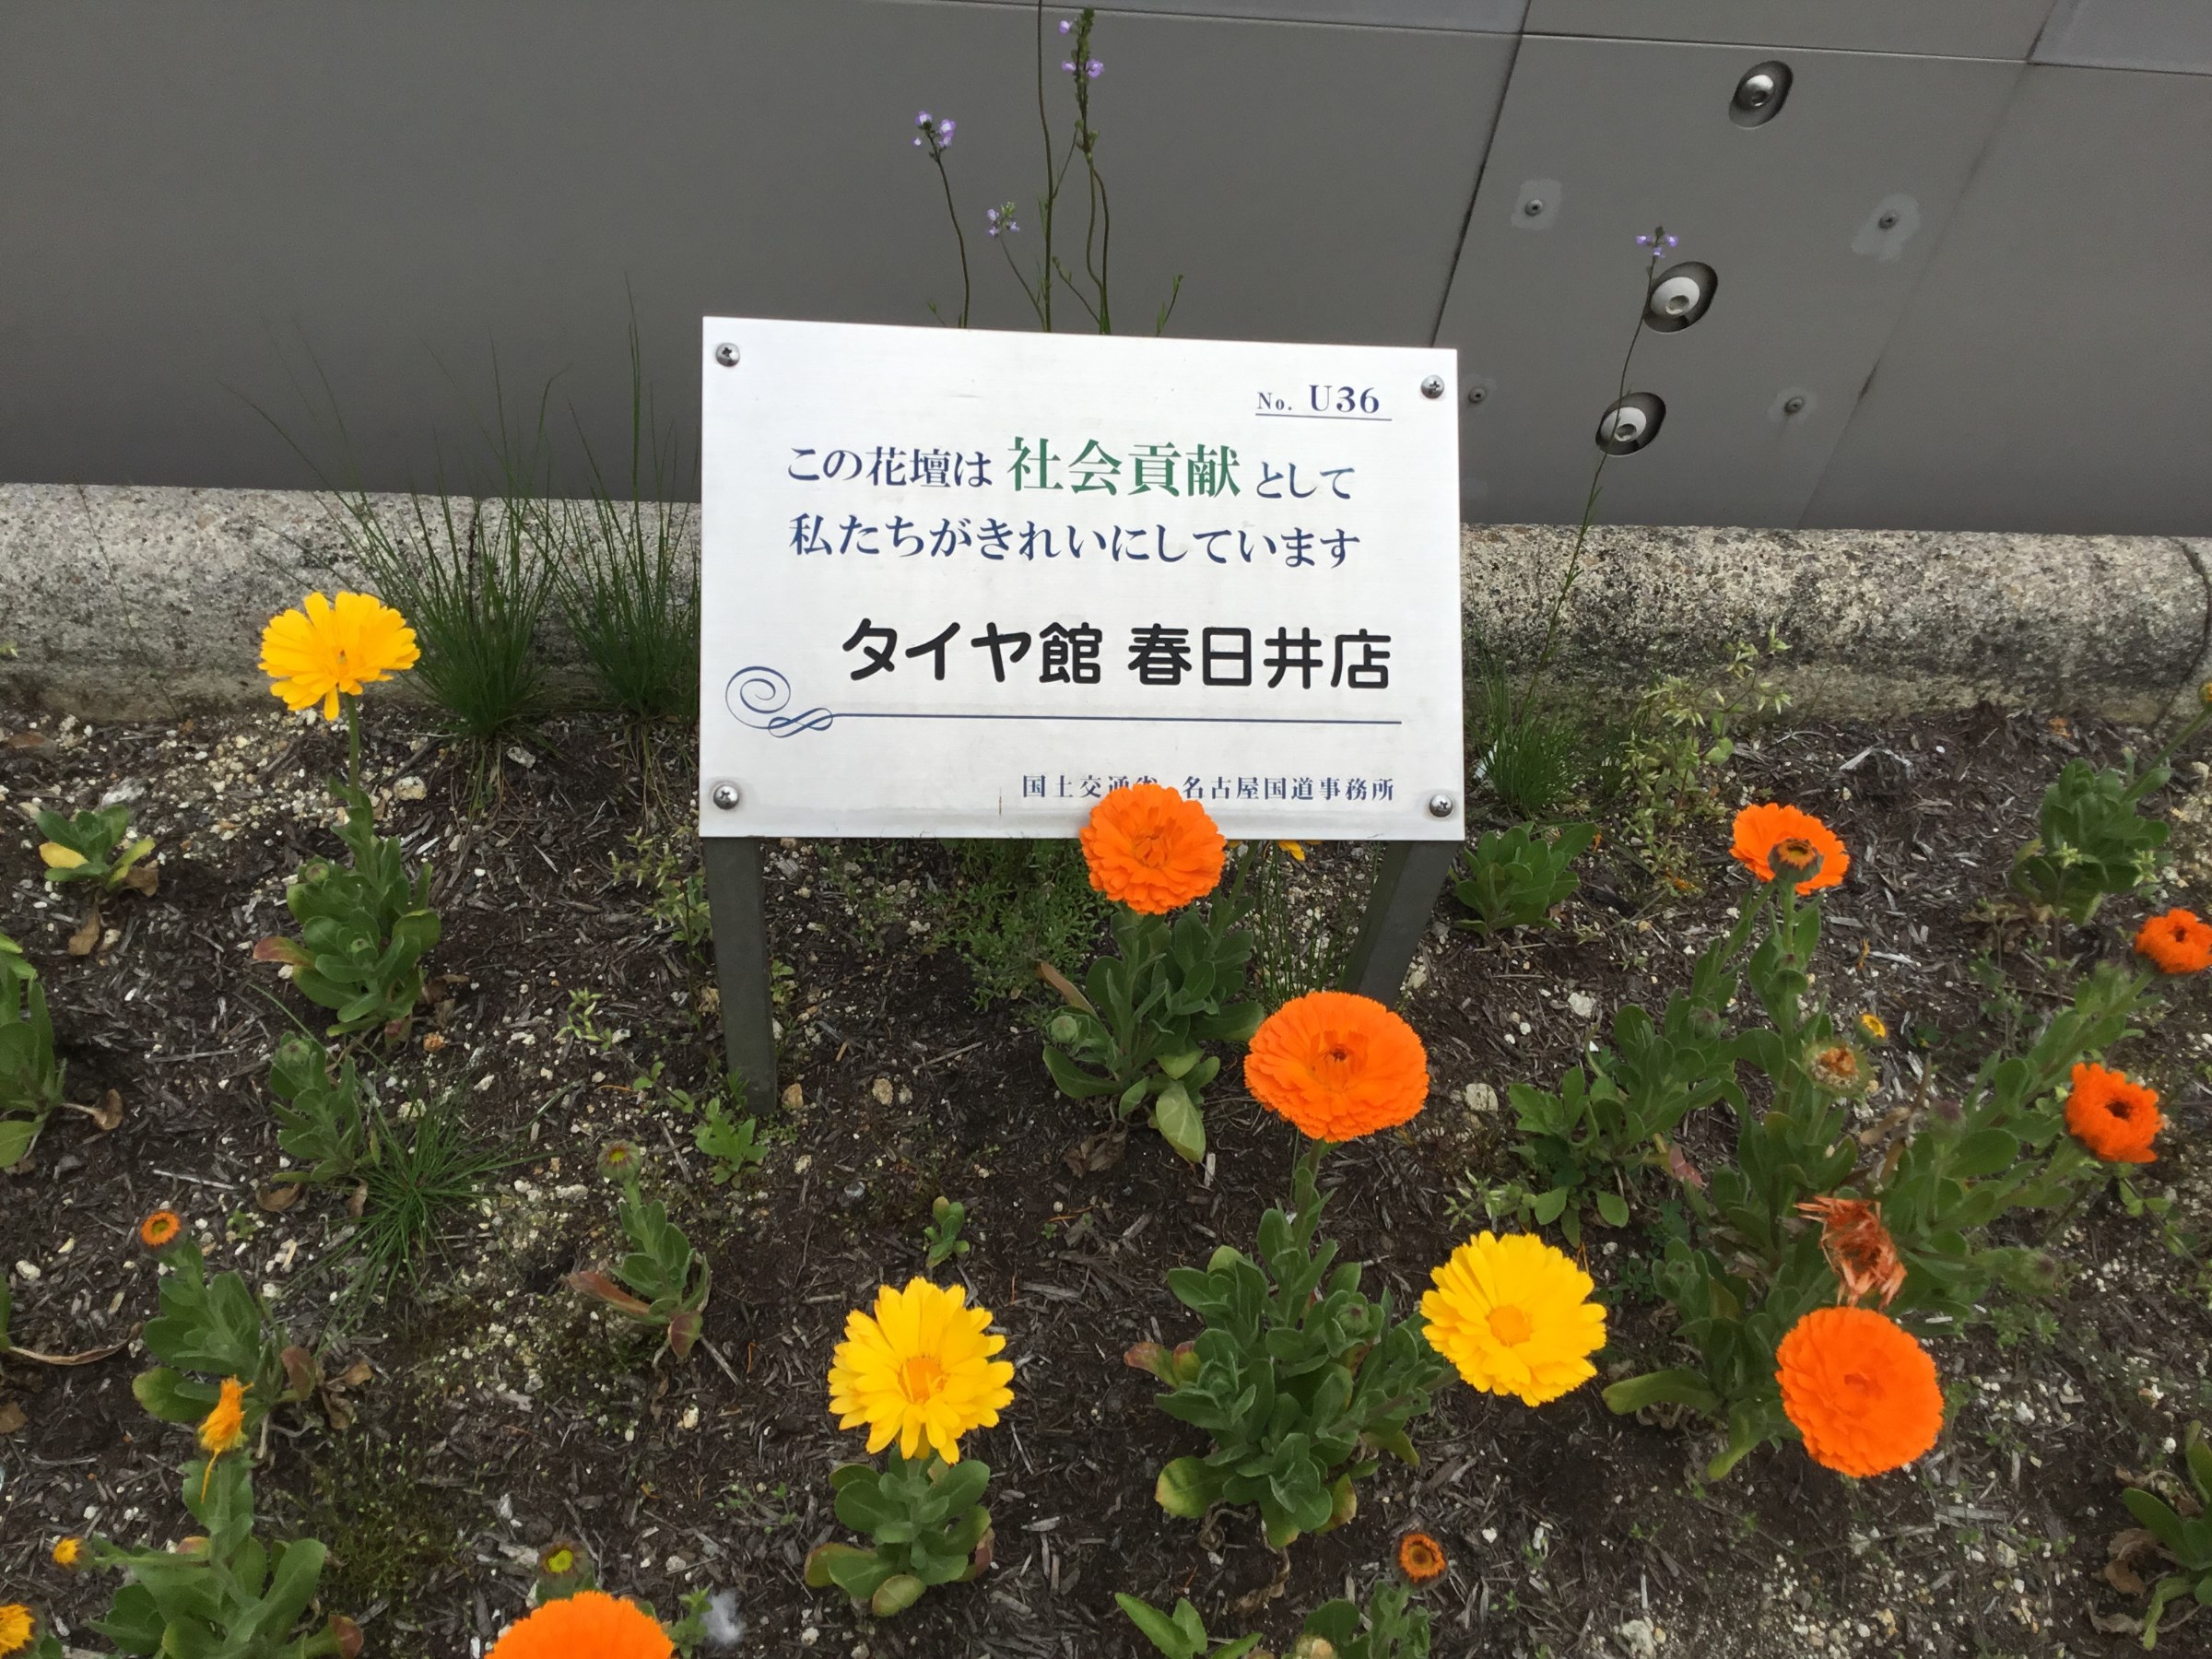 No. U36
この花壇は 社会貢献 として
私たちがきれいにしています
タイヤ館 春日井店
国土交通省 名古屋国道事務所